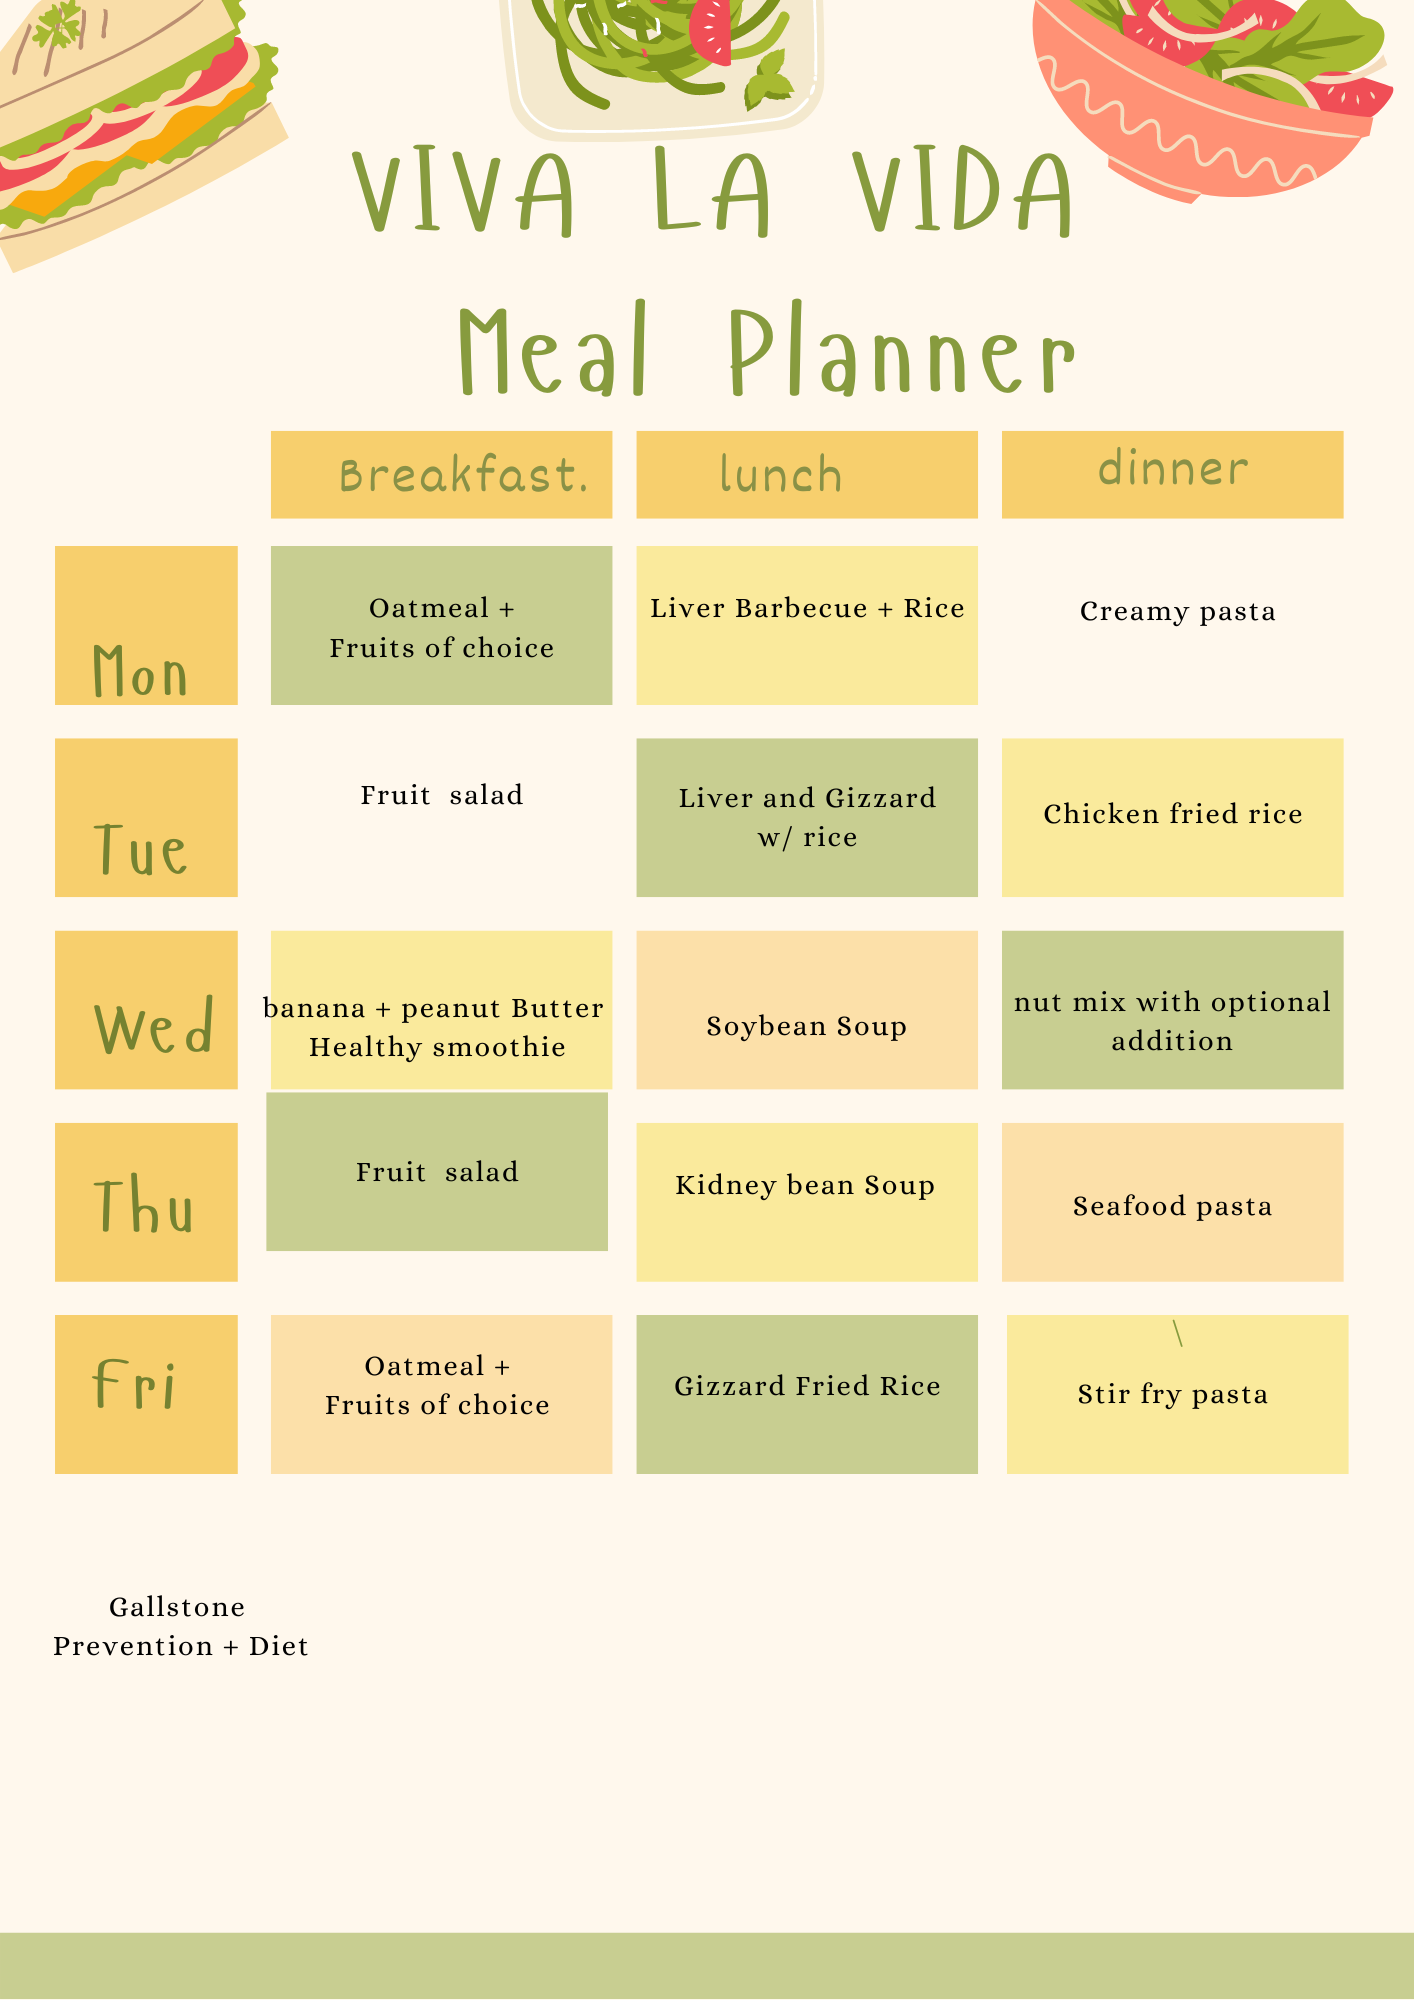 VIVA LA VIDA
Meal Planner
Breakfast.
lunch
dinner
Mon
Oatmeal +
Fruits of choice
Liver Barbecue + Rice
Creamy pasta
Tue
Fruit salad
Liver and Gizzard
w/ rice
Chicken fried rice
Wed
banana + peanut Butter
Healthy smoothie
Soybean Soup
nut mix with optional
addition
Thu
Fruit salad
Kidney bean Soup
Seafood pasta
Fri
Oatmeal +
Fruits of choice
Gizzard Fried Rice
\
Stir fry pasta
Gallstone
Prevention + Diet